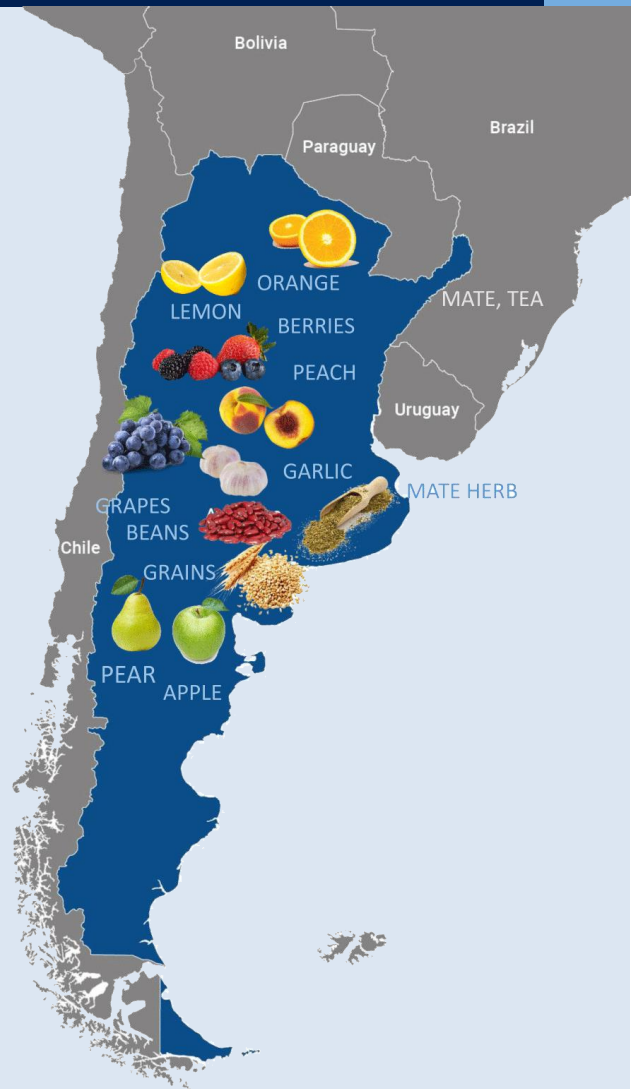 Bolivia
Brazil
Paraguay
ORANGE
MATE, TEA
LEMON
BERRIES
PEACH
Uruguay
GARLIC
MATE HERB
GRAPES
BEANS
Chile
GRAINS
PEAR
APPLE